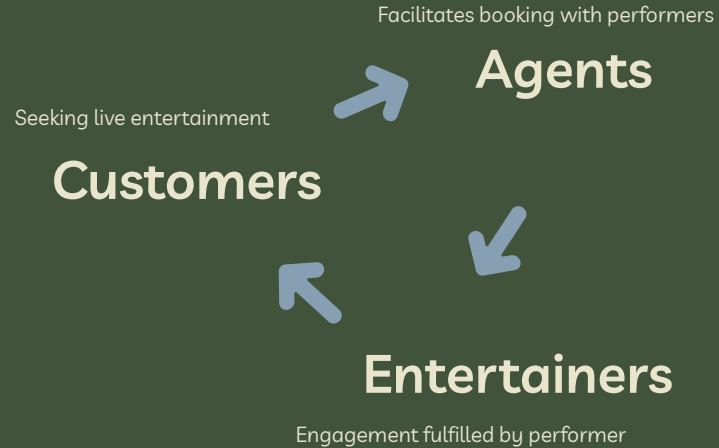 Facilitates booking with performers
Agents
Seeking live entertainment
Customers
Entertainers
Engagement fulfilled by performer